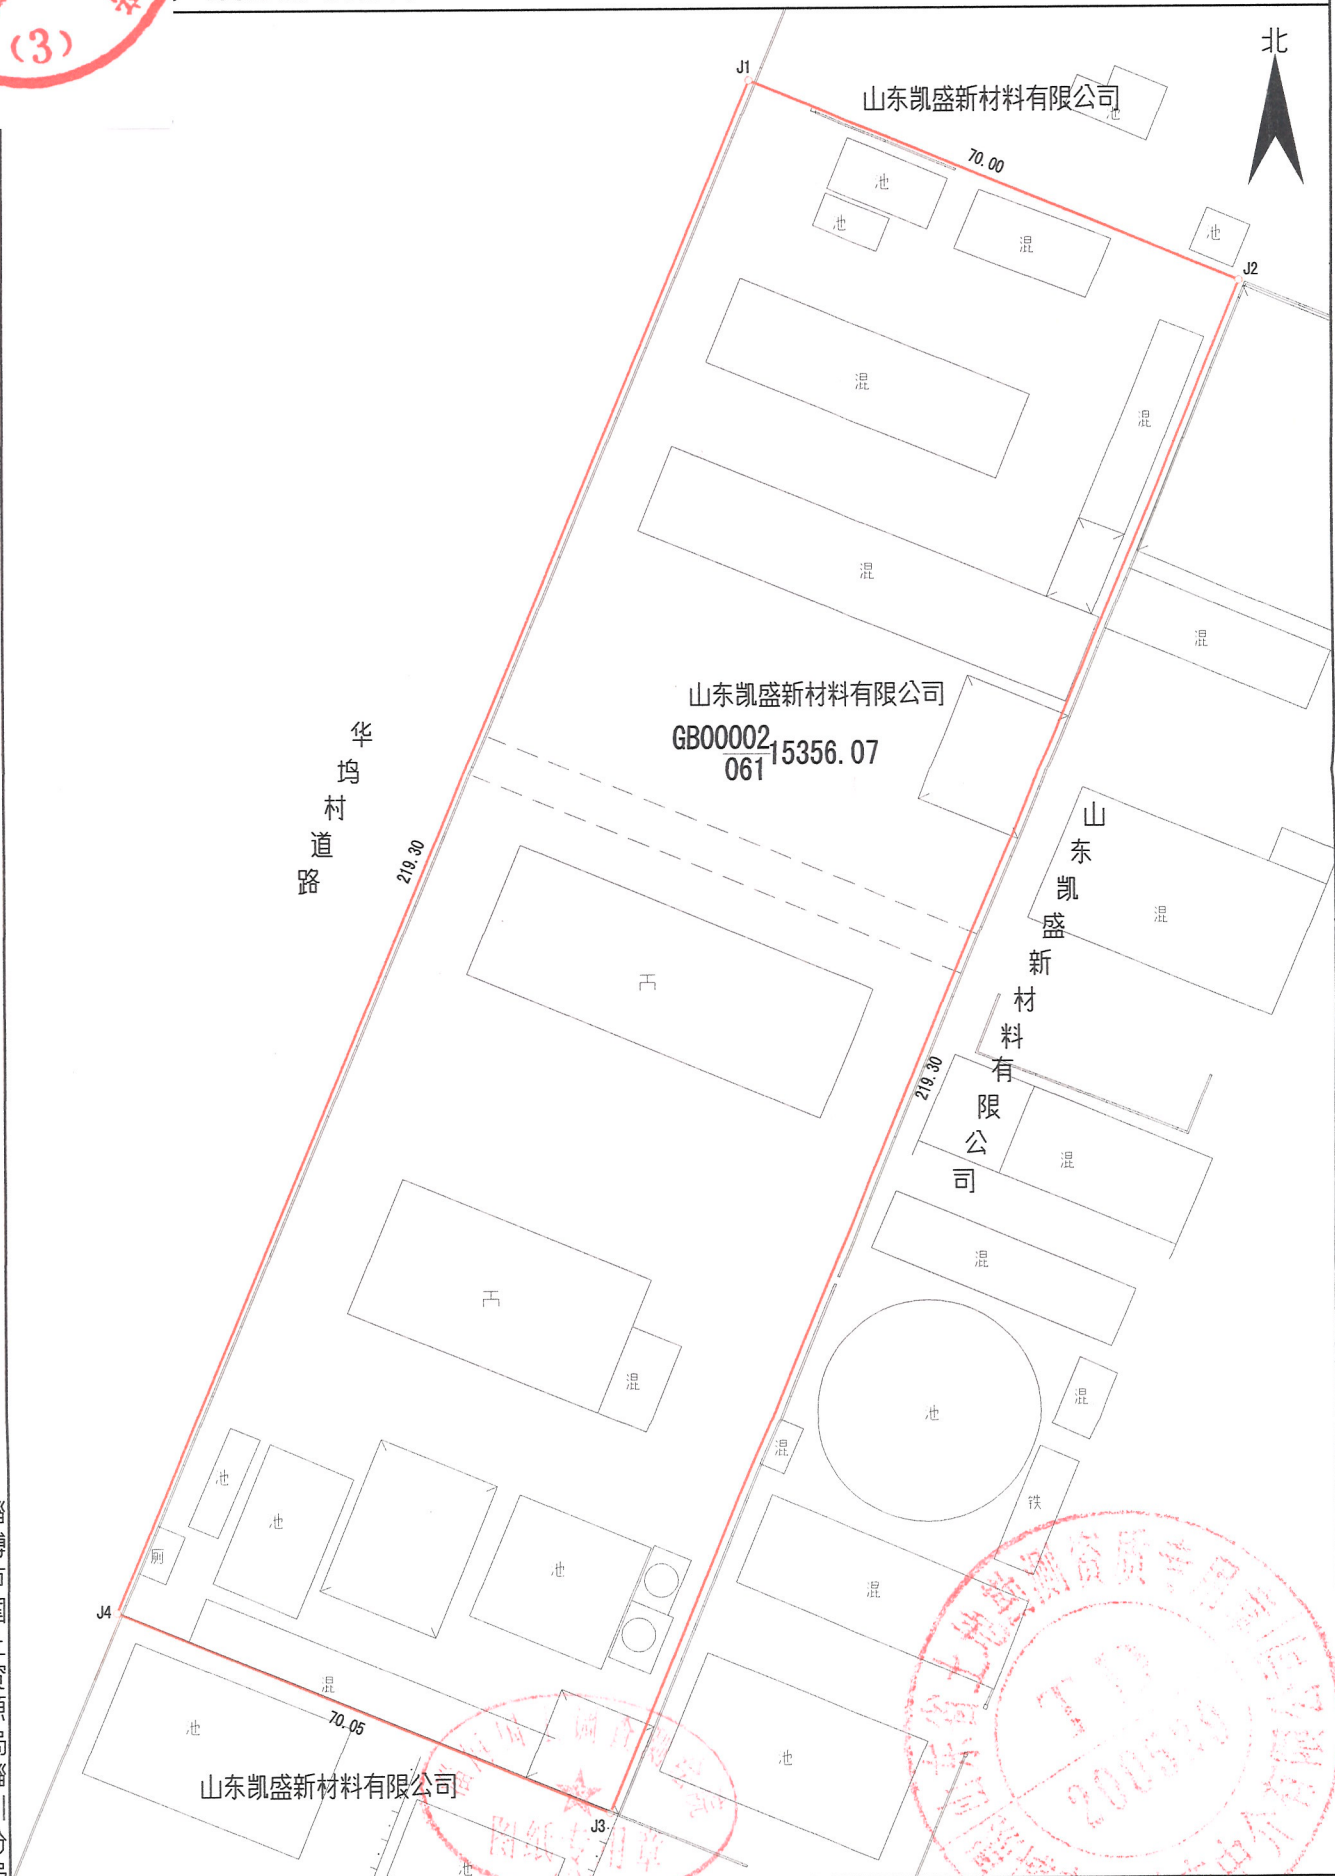 （3）
北
J1
山东凯盛新材料有限公司
池
70.00
池
池
混
池
J2
混
混
混
混
山东凯盛新材料有限公司
GB00002
061
15356.07
华坞村道路
219.30
山东凯盛新材料有限公司
混
219.30
混
混
混
池
混
混
池
池
池
铁
厕
混
J4
混
池
70.05
池
山东凯盛新材料有限公司
J3
池